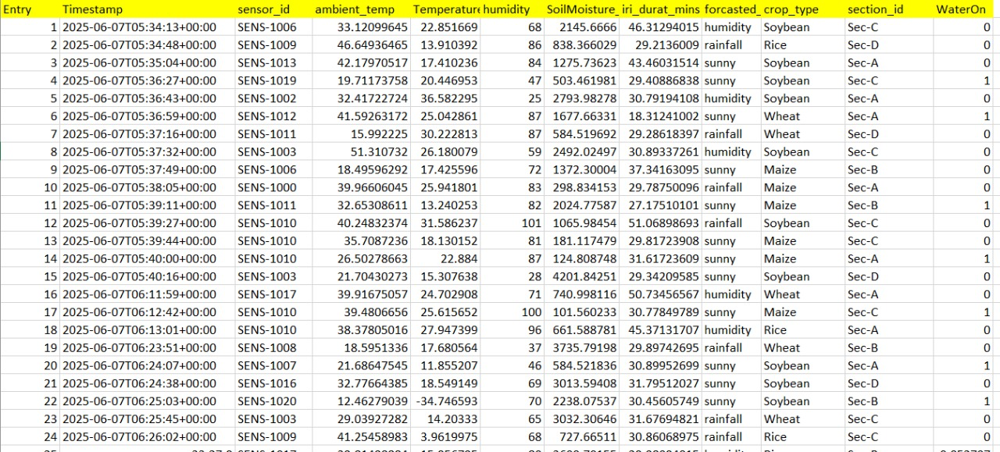 Entry Timestamp sensor_id ambient_temp Temperature humidity SoilMoisture_ iri_durat_mins forcasted_ crop_type section_id WaterOn
1 2025-06-07T05:34:13+00:00 SENS-1006 33.12099645 22.851669 68 2145.6666 46.31294015 humidity Soybean Sec-C 0
2 2025-06-07T05:34:48+00:00 SENS-1009 46.64936465 13.910392 86 838.366029 29.2136009 rainfall Rice Sec-D 0
3 2025-06-07T05:35:04+00:00 SENS-1013 42.17970517 17.410236 84 1275.73623 43.46031514 sunny Soybean Sec-A 0
4 2025-06-07T05:36:27+00:00 SENS-1019 19.71173758 20.446953 47 503.461981 29.40886838 sunny Soybean Sec-C 1
5 2025-06-07T05:36:43+00:00 SENS-1002 32.41722724 36.582295 25 2793.98278 30.79194108 humidity Soybean Sec-A 0
6 2025-06-07T05:36:59+00:00 SENS-1012 41.59263172 25.042861 87 1677.66331 18.31241002 sunny Wheat Sec-A 1
7 2025-06-07T05:37:16+00:00 SENS-1011 15.992225 30.222813 87 584.519692 29.28618397 rainfall Wheat Sec-D 0
8 2025-06-07T05:37:32+00:00 SENS-1003 51.310732 26.180079 59 2492.02497 30.89337261 humidity Soybean Sec-C 0
9 2025-06-07T05:37:49+00:00 SENS-1006 18.49596292 17.425596 72 1372.30004 37.34163095 sunny Maize Sec-B 0
10 2025-06-07T05:38:05+00:00 SENS-1000 39.96606045 25.941801 83 298.834153 29.78750096 rainfall Maize Sec-A 0
11 2025-06-07T05:39:11+00:00 SENS-1011 32.65308611 13.240253 82 2024.77587 27.17510101 sunny Maize Sec-B 1
12 2025-06-07T05:39:27+00:00 SENS-1010 40.24832374 31.586237 101 1065.98454 51.06898693 rainfall Soybean Sec-C 0
13 2025-06-07T05:39:44+00:00 SENS-1010 35.7087236 18.130152 81 181.117479 29.81723908 sunny Maize Sec-C 0
14 2025-06-07T05:40:00+00:00 SENS-1010 26.50278663 22.884 87 124.808748 31.61723609 sunny Maize Sec-A 1
15 2025-06-07T05:40:16+00:00 SENS-1003 21.70430273 15.307638 28 4201.84251 29.34209585 sunny Soybean Sec-D 0
16 2025-06-07T06:11:59+00:00 SENS-1017 39.91675057 24.702908 71 740.998116 50.73456567 humidity Wheat Sec-A 0
17 2025-06-07T06:12:42+00:00 SENS-1010 39.4806656 25.615652 100 101.560233 30.77849789 sunny Maize Sec-C 1
18 2025-06-07T06:13:01+00:00 SENS-1010 38.37805016 27.947399 96 661.588781 45.37131707 humidity Rice Sec-A 0
19 2025-06-07T06:23:51+00:00 SENS-1008 18.5951336 17.680564 37 3735.79198 29.89742695 rainfall Wheat Sec-B 0
20 2025-06-07T06:24:07+00:00 SENS-1007 21.68647545 11.855207 46 584.521836 30.89952699 sunny Soybean Sec-A 1
21 2025-06-07T06:24:38+00:00 SENS-1016 32.77664385 18.549149 69 3013.59408 31.79512027 sunny Soybean Sec-D 0
22 2025-06-07T06:25:03+00:00 SENS-1020 12.46279039 -34.746593 70 2238.07537 30.45605749 sunny Soybean Sec-B 1
23 2025-06-07T06:25:45+00:00 SENS-1003 29.03927282 14.20333 65 3032.30646 31.67694821 rainfall Wheat Sec-C 0
24 2025-06-07T06:26:02+00:00 SENS-1009 41.25458983 3.9619975 68 727.66511 30.86068975 rainfall Rice Sec-C 0